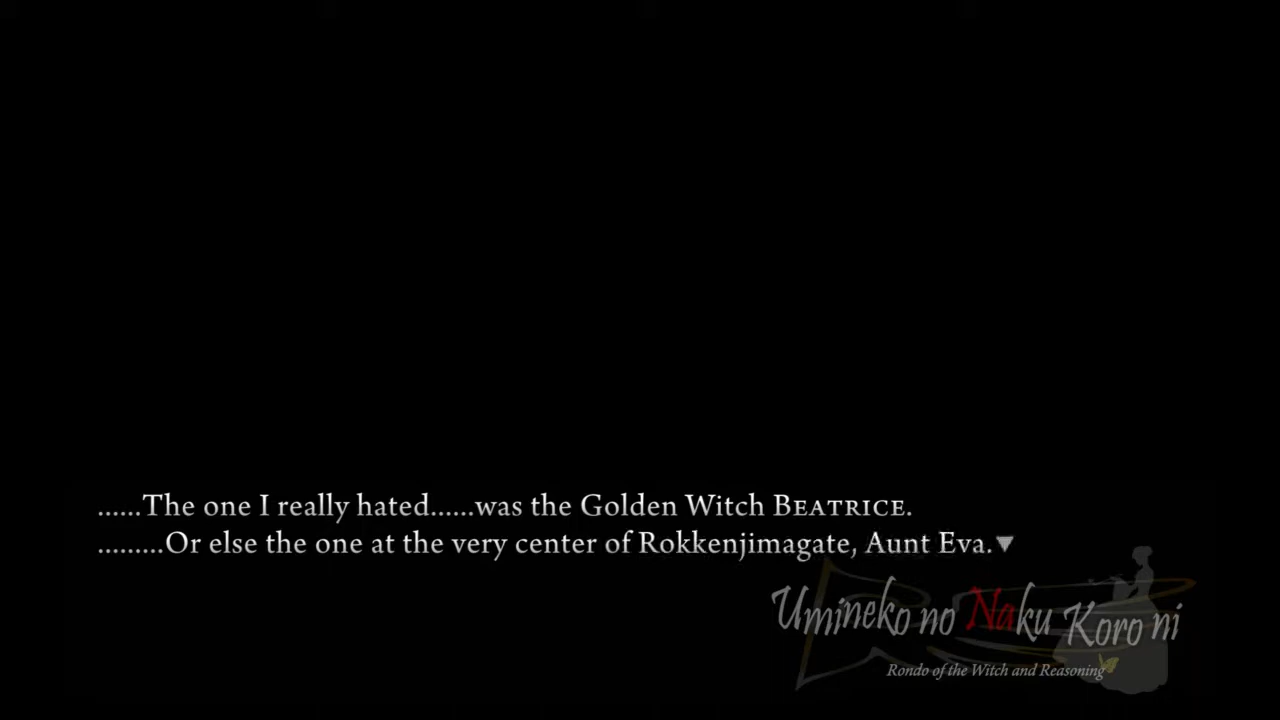 ......The one I really hated......was the Golden Witch BEATRICE.
.........Or else the one at the very center of Rokkenjimagate, Aunt Eva.
Umineko no Naku Koro ni
Rondo of the Witch and Reasoning